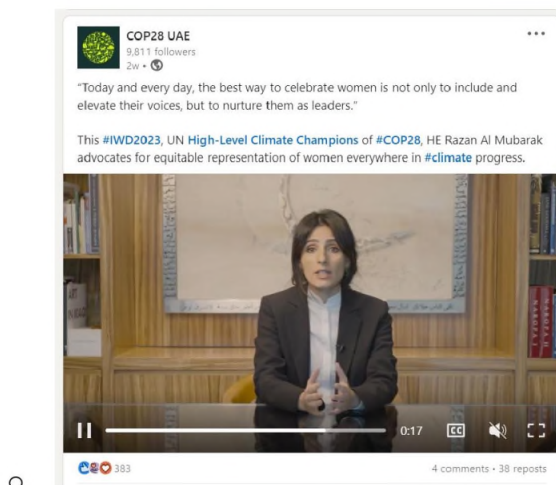 COP28 UAE
9,811 followers
2w •
“Today and every day, the best way to celebrate women is not only to include and
elevate their voices, but to nurture them as leaders.”
This #IWD2023, UN High-Level Climate Champions of #COP28, HE Razan Al Mubarak
advocates for equitable representation of women everywhere in #climate progress.
0:17
CC
383
4 comments • 38 reposts